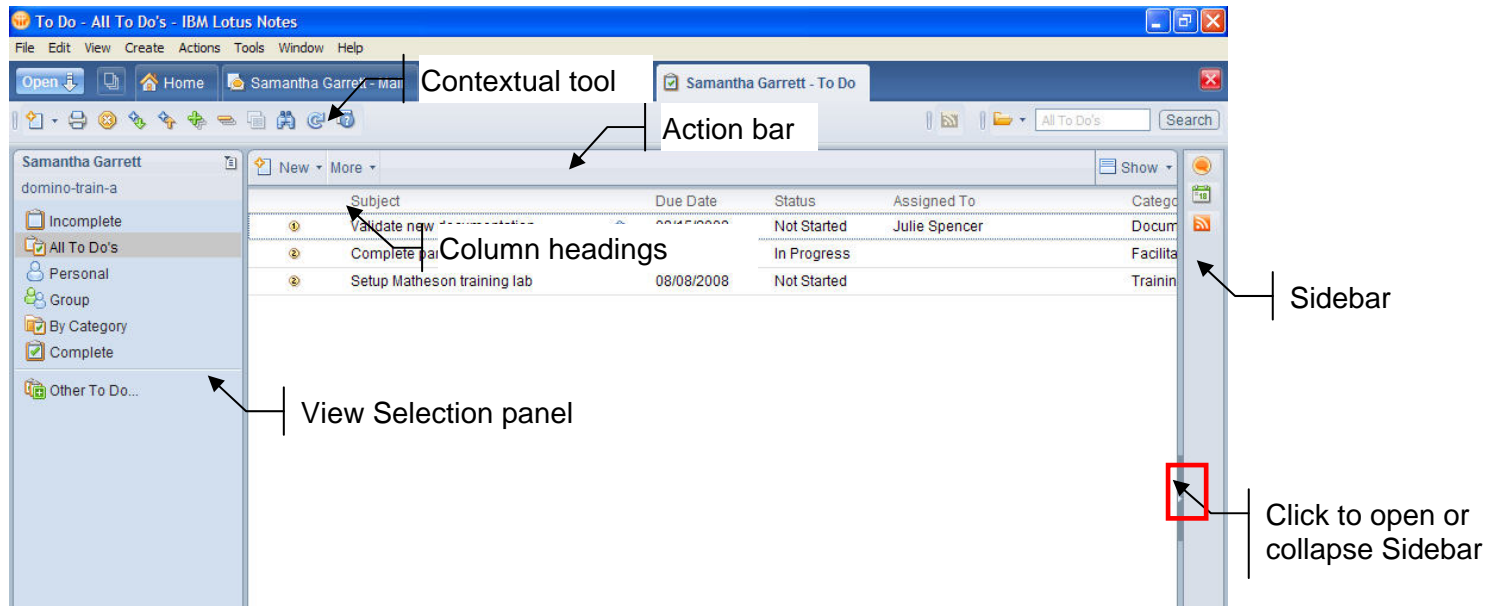 To Do - All To Do's - IBM Lotus Notes
File Edit View Create Actions Tools Window Help
Open Home Samantha Garrett - Mail Contextual tool Samantha Garrett - To Do
Action bar All To Do's Search
Samantha Garrett New More Show
domino-train-a
Subject Due Date Status Assigned To Catego
Incomplete Validate new documentation Not Started Julie Spencer Docum
All To Do's Complete Column headings In Progress Facilita
Personal Setup Matheson training lab 08/08/2008 Not Started Trainin
Group
Sidebar
By Category
Complete
Other To Do...
View Selection panel
Click to open or
collapse Sidebar